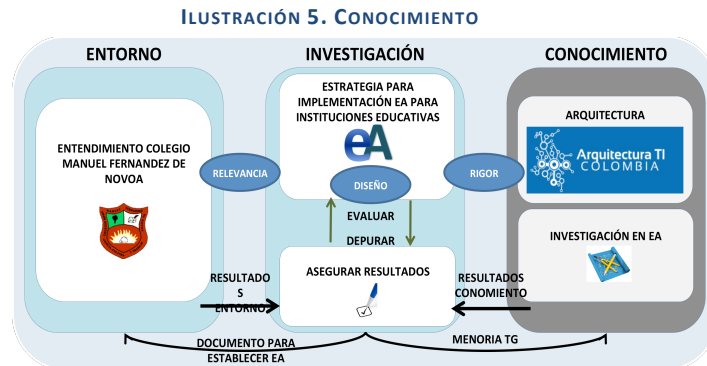 ILUSTRACIÓN 5. CONOCIMIENTO
ENTORNO
INVESTIGACIÓN
CONOCIMIENTO
ENTENDIMIENTO COLEGIO
MANUEL FERNANDEZ DE
NOVOA
RELEVANCIA
ESTRATEGIA PARA
IMPLEMENTACIÓN EA PARA
INSTITUCIONES EDUCATIVAS
eA
DISEÑO
EVALUAR
DEPURAR
ASEGURAR RESULTADOS
RIGOR
ARQUITECTURA
Arquitectura TI
COLOMBIA
INVESTIGACIÓN EN EA
RESULTADO
S
ENTORNO
RESULTADOS
CONOMIENTO
DOCUMENTO PARA
ESTABLECER EA
MENORIA TG